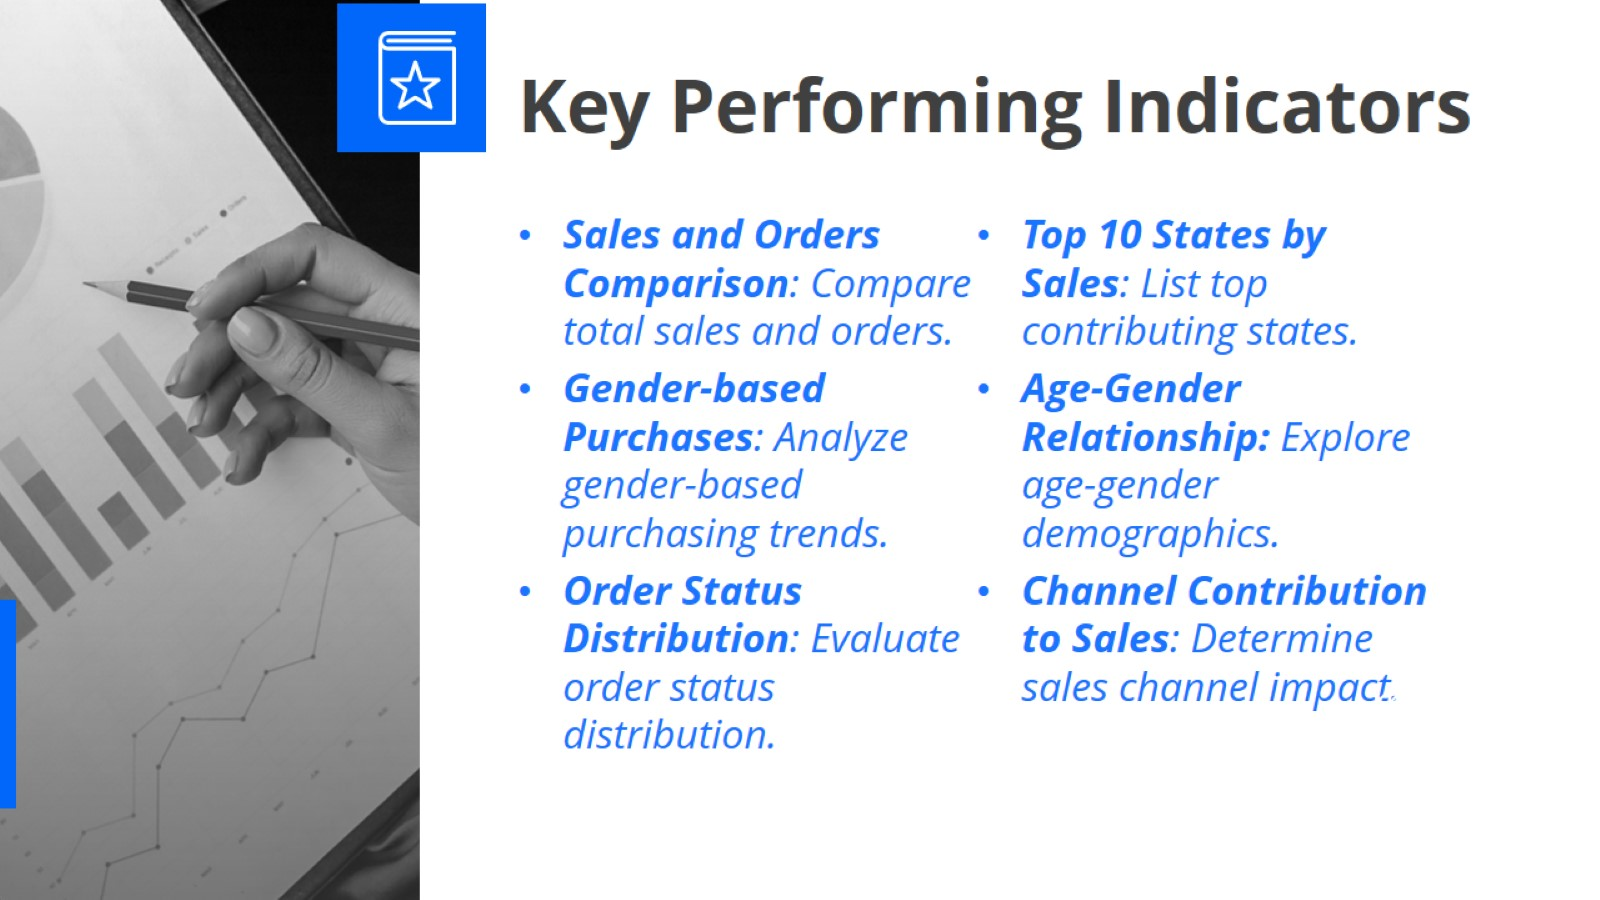 Key Performing Indicators
• Sales and Orders
Comparison: Compare
total sales and orders.
• Gender-based
Purchases: Analyze
gender-based
purchasing trends.
• Order Status
Distribution: Evaluate
order status
distribution.
• Top 10 States by
Sales: List top
contributing states.
• Age-Gender
Relationship: Explore
age-gender
demographics.
• Channel Contribution
to Sales: Determine
sales channel impact.
Orders
Sales